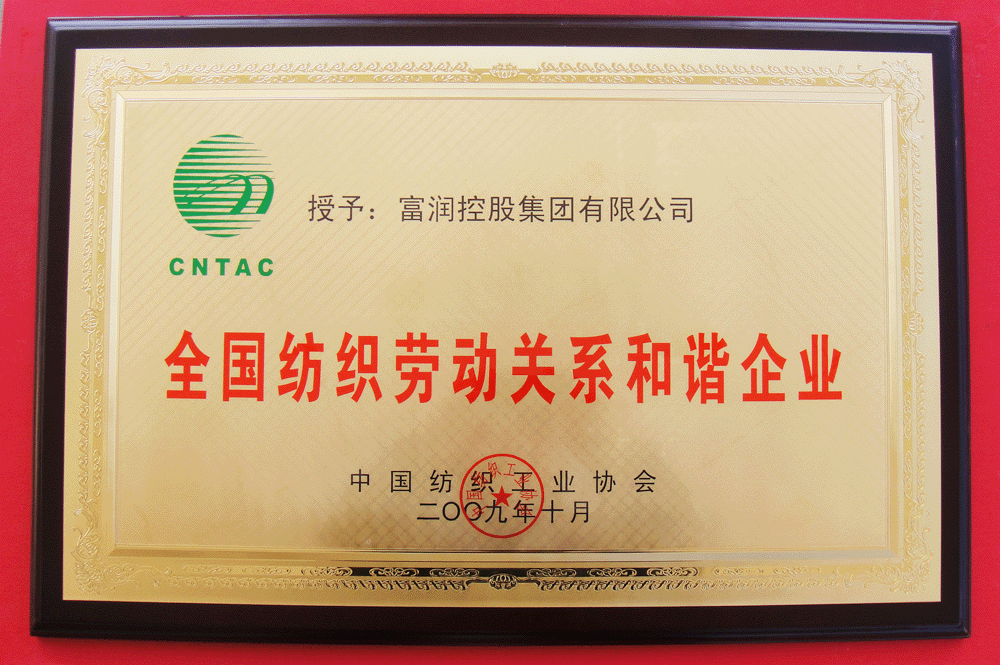 授予：富润控股集团有限公司
CNTAC
全国纺织劳动关系和谐企业
中国纺织工业协会
二〇〇九年十月